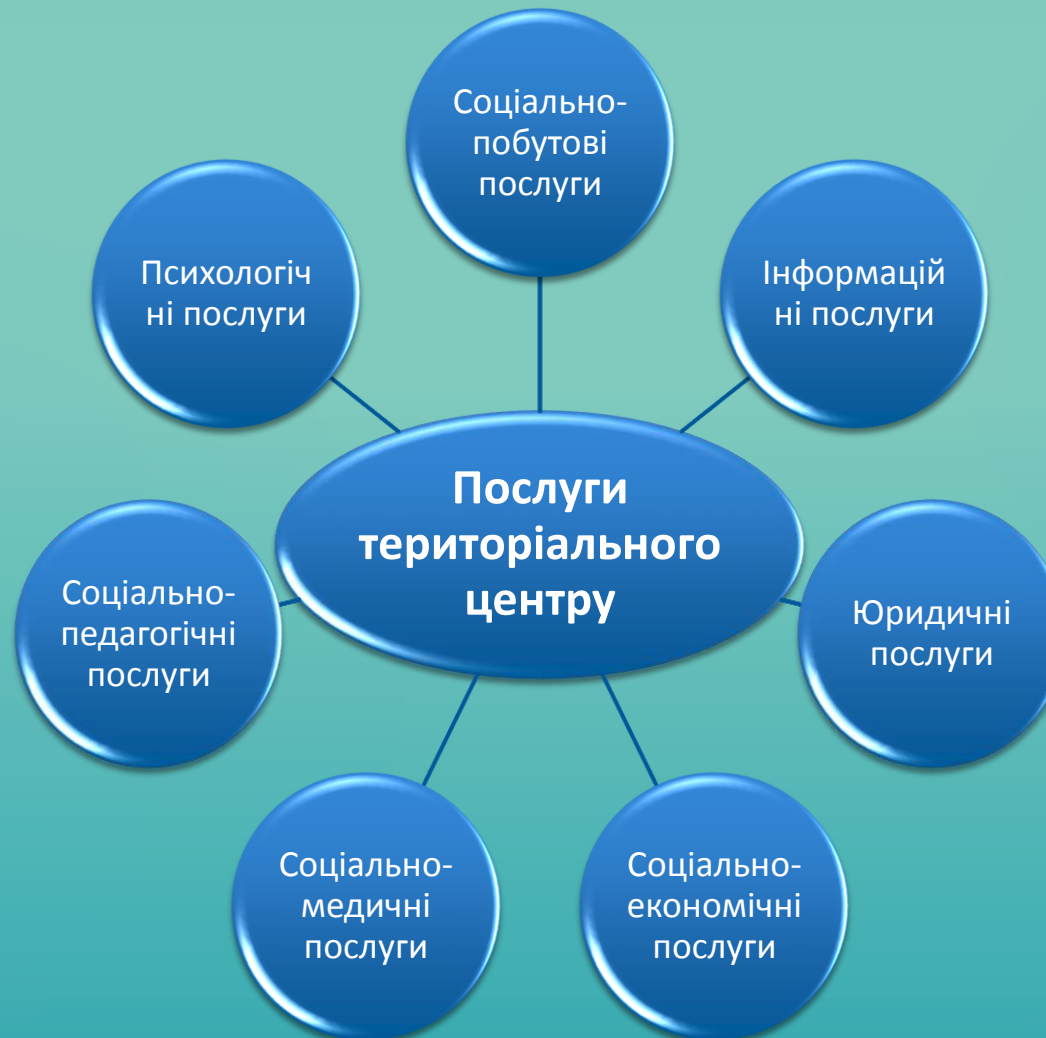 Соціально-
побутові
послуги
Психологіч
ні послуги
Інформацій
ні послуги
Послуги
територіального
центру
Соціально-
педагогічні
послуги
Юридичні
послуги
Соціально-
медичні
послуги
Соціально-
економічні
послуги